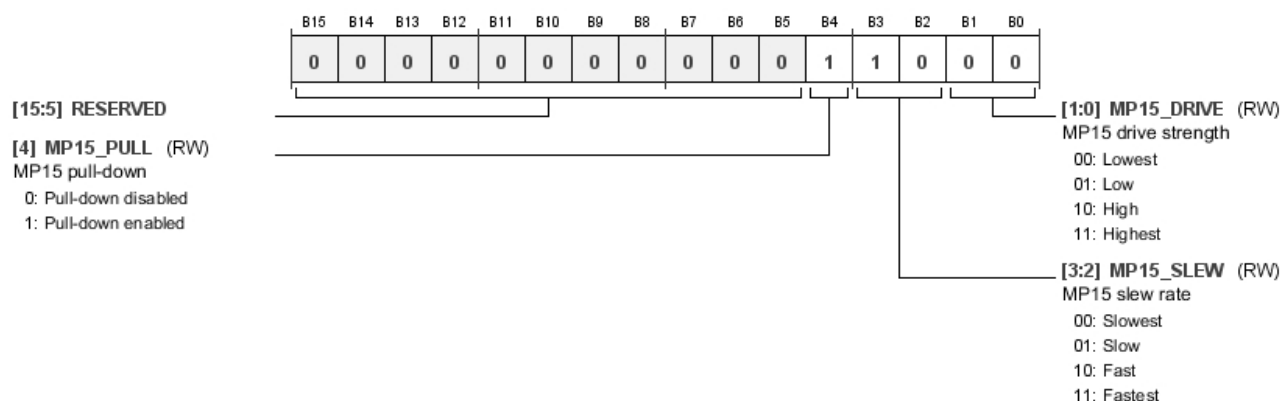 B15 B14 B13 B12 B11 B10 B9 B8 B7 B6 B5 B4 B3 B2 B1 B0
0 0 0 0 0 0 0 0 0 0 0 1 1 0 0 0
[15:5] RESERVED
[4] MP15_PULL (RW)
MP15 pull-down
0: Pull-down disabled
1: Pull-down enabled
[1:0] MP15_DRIVE (RW)
MP15 drive strength
00: Lowest
01: Low
10: High
11: Highest
[3:2] MP15_SLEW (RW)
MP15 slew rate
00: Slowest
01: Slow
10: Fast
11: Fastest